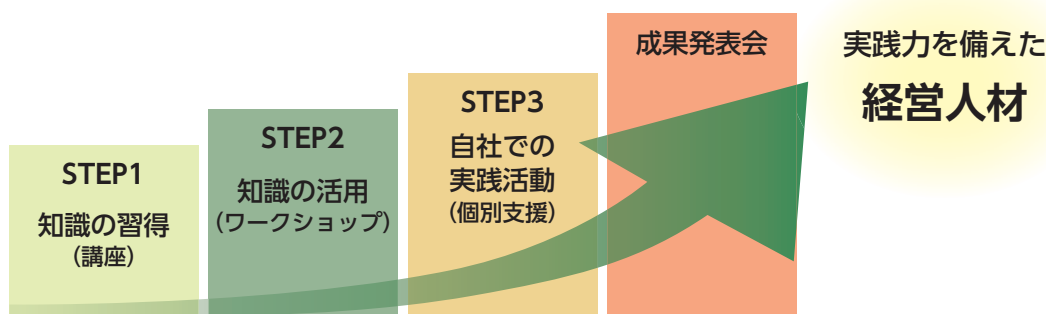 STEP1
知識の習得
（講座）
STEP2
知識の活用
（ワークショップ）
STEP3
自社での
実践活動
（個別支援）
成果発表会
実践力を備えた
経営人材